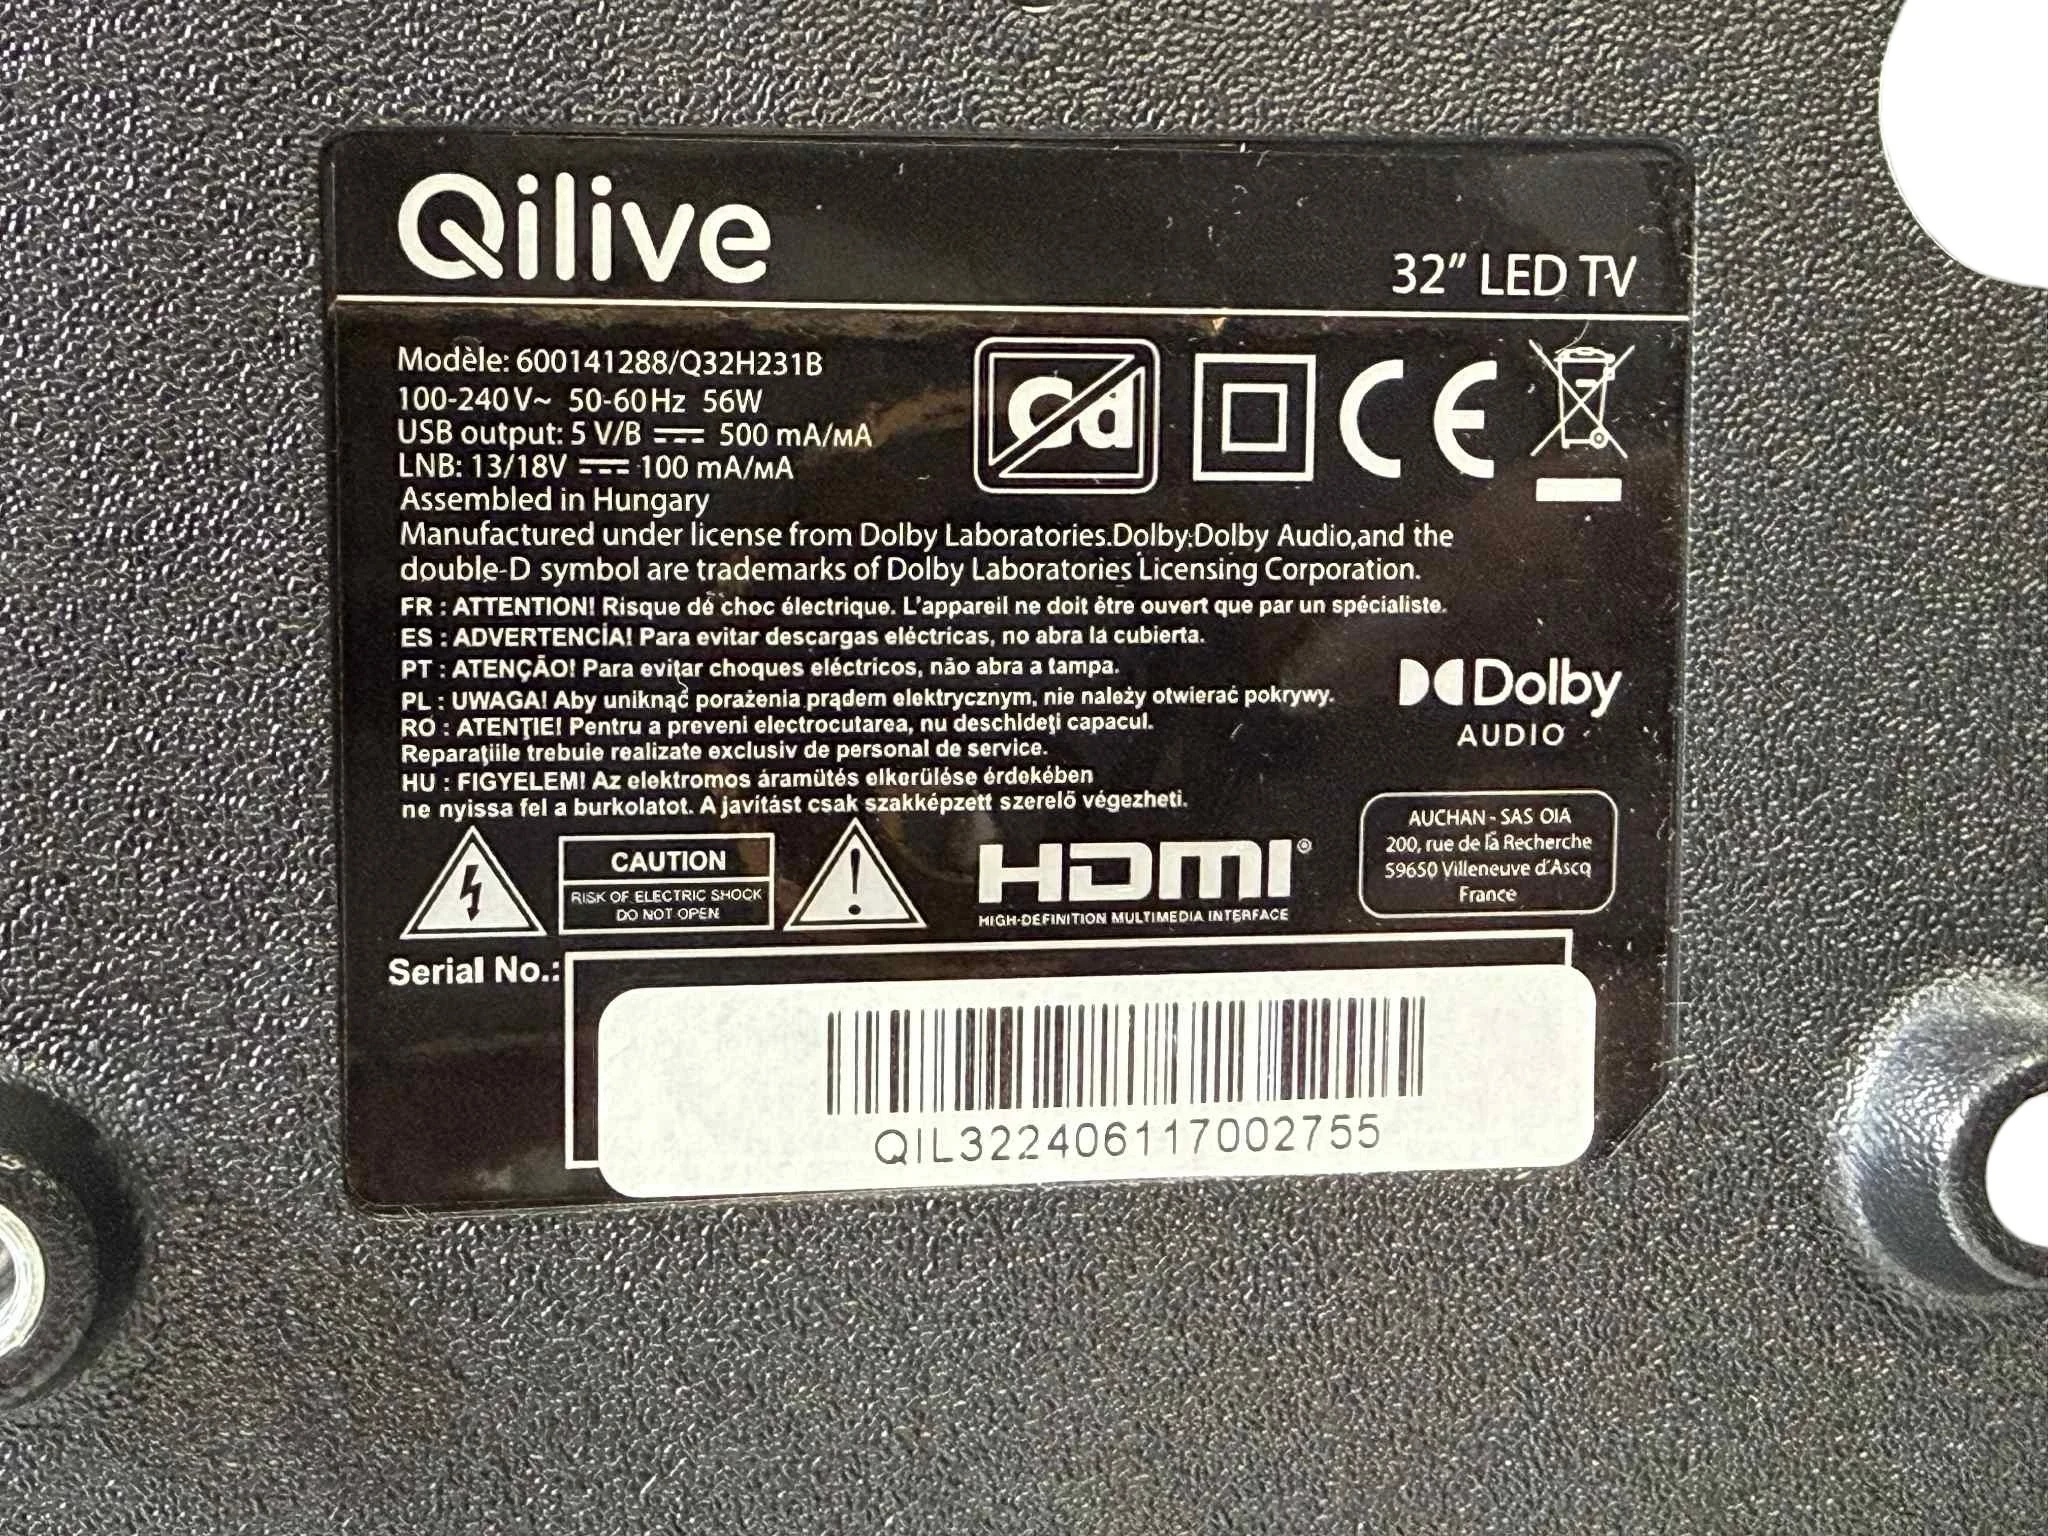 Qilive
32" LED TV
Modèle: 600141288/Q32H231B
100-240V~ 50-60Hz 56W
USB output: 5 V/B ⎓ 500 mA/мA
LNB: 13/18V ⎓ 100 mA/мA
Assembled in Hungary
Cd
CE
Manufactured under license from Dolby Laboratories.Dolby,Dolby Audio,and the
double-D symbol are trademarks of Dolby Laboratories Licensing Corporation.
FR : ATTENTION! Risque de choc électrique. L'appareil ne doit être ouvert que par un spécialiste.
ES : ADVERTENCÍA! Para evitar descargas eléctricas, no abra la cubierta.
PT : ATENÇÃO! Para evitar choques eléctricos, não abra a tampa.
PL : UWAGA! Aby uniknąć porażenia prądem elektrycznym, nie należy otwierać pokrywy.
RO : ATENŢIE! Pentru a preveni electrocutarea, nu deschideţi capacul.
Reparaţiile trebuie realizate exclusiv de personal de service.
HU : FIGYELEM! Az elektromos áramütés elkerülése érdekében
ne nyissa fel a burkolatot. A javítást csak szakképzett szerelő végezheti.
Dolby
AUDIO
CAUTION
RISK OF ELECTRIC SHOCK
DO NOT OPEN
HDMI®
HIGH-DEFINITION MULTIMEDIA INTERFACE
AUCHAN - SAS OIA
200, rue de la Recherche
59650 Villeneuve d'Ascq
France
Serial No.:
QIL322406117002755